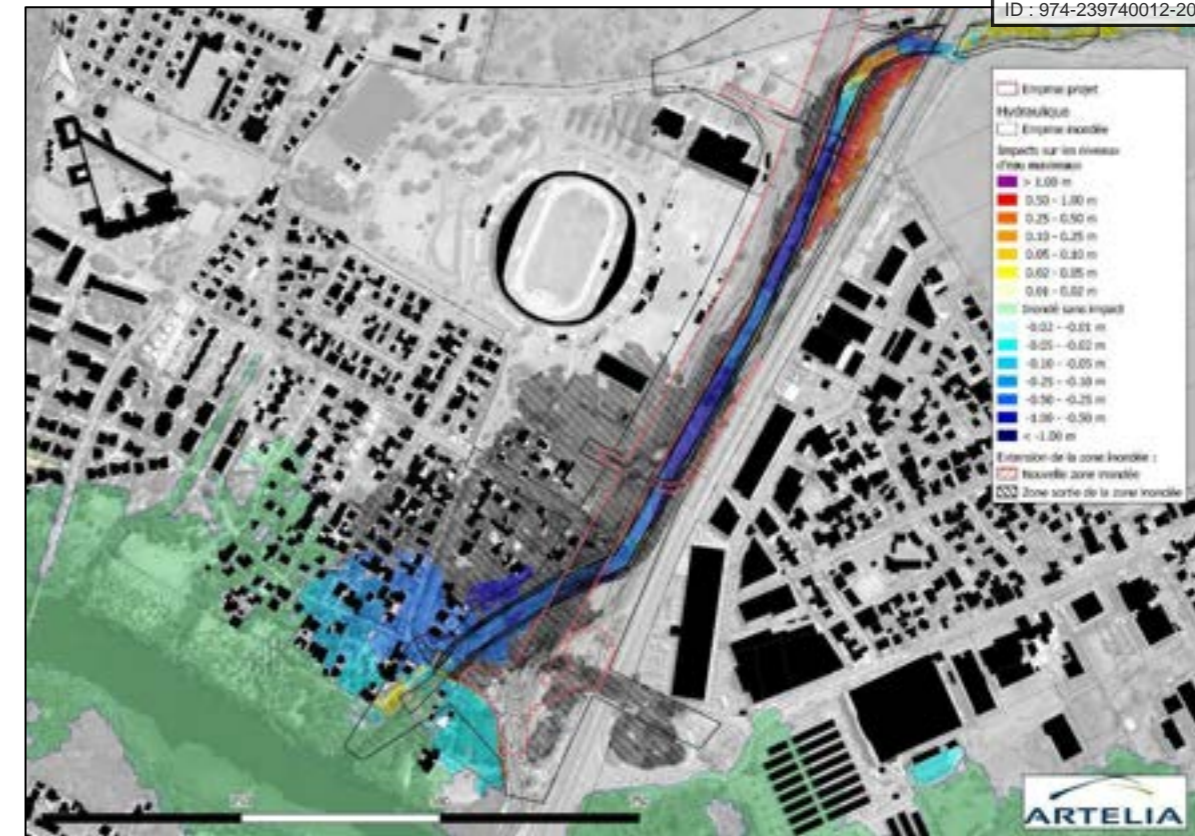 ID : 974-239740012-20
N
Emprise projet
Hydraulique
Emprise inondée
Impacts sur les niveaux
d'eau maximaux
> 1.00 m
0.50 - 1.00 m
0.25 - 0.50 m
0.10 - 0.25 m
0.05 - 0.10 m
0.02 - 0.05 m
0.01 - 0.02 m
Inondé sans impact
-0.02 - -0.01 m
-0.05 - -0.02 m
-0.10 - -0.05 m
-0.25 - -0.10 m
-0.50 - -0.25 m
-1.00 - -0.50 m
< -1.00 m
Extension de la zone inondée :
Nouvelle zone inondée
Zone sortie de la zone inondée
ARTELIA